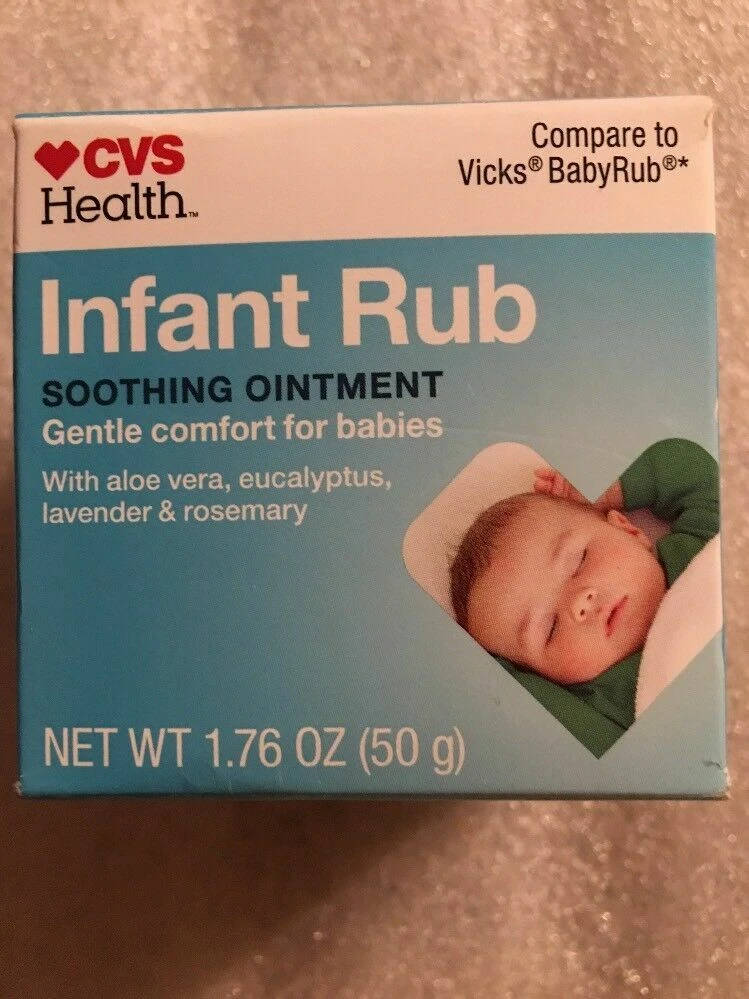 CVS
Health™
Compare to
Vicks® BabyRub®*
Infant Rub
SOOTHING OINTMENT
Gentle comfort for babies
With aloe vera, eucalyptus,
lavender & rosemary
NET WT 1.76 OZ (50 g)